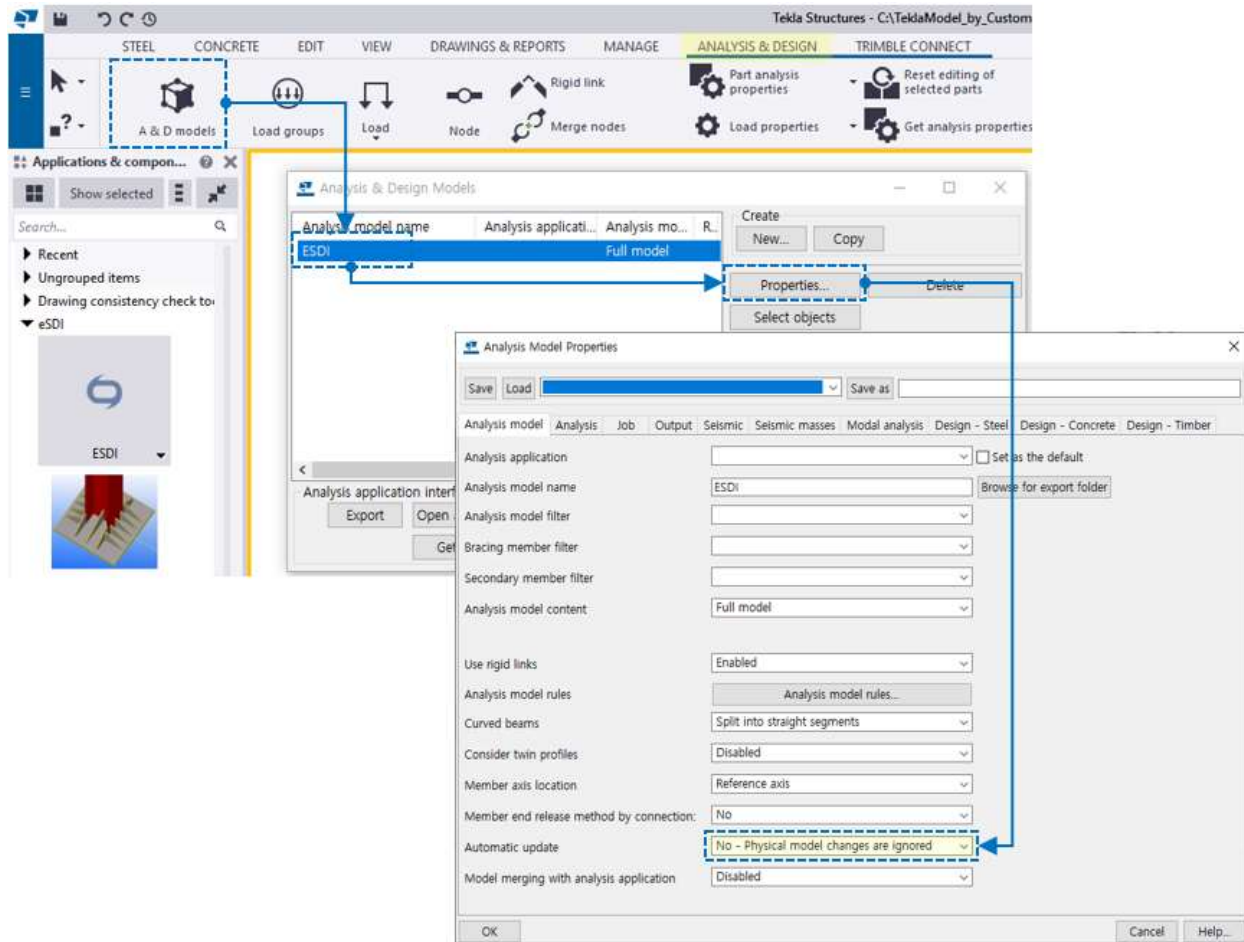 Tekla Structures - C:\TeklaModel_by_Custom
STEEL CONCRETE EDIT VIEW DRAWINGS & REPORTS MANAGE ANALYSIS & DESIGN TRIMBLE CONNECT
A & D models
Load groups
Load
Node
Rigid link
Merge nodes
Part analysis
properties
Load properties
Reset editing of
selected parts
Get analysis properties
Applications & compon...
Show selected
Search...
Recent
Ungrouped items
Drawing consistency check to
eSDI
ESDI
Analysis & Design Models
Analysis model name Analysis applicati... Analysis mo... R...
ESDI Full model
Create
New... Copy
Properties... Delete
Select objects
Analysis application interf
Export Open
Get
Analysis Model Properties
Save Load Save as
Analysis model Analysis Job Output Seismic Seismic masses Modal analysis Design - Steel Design - Concrete Design - Timber
Analysis application Set as the default
Analysis model name ESDI Browse for export folder
Analysis model filter
Bracing member filter
Secondary member filter
Analysis model content Full model
Use rigid links Enabled
Analysis model rules Analysis model rules...
Curved beams Split into straight segments
Consider twin profiles Disabled
Member axis location Reference axis
Member end release method by connection: No
Automatic update No - Physical model changes are ignored
Model merging with analysis application Disabled
OK Cancel Help...